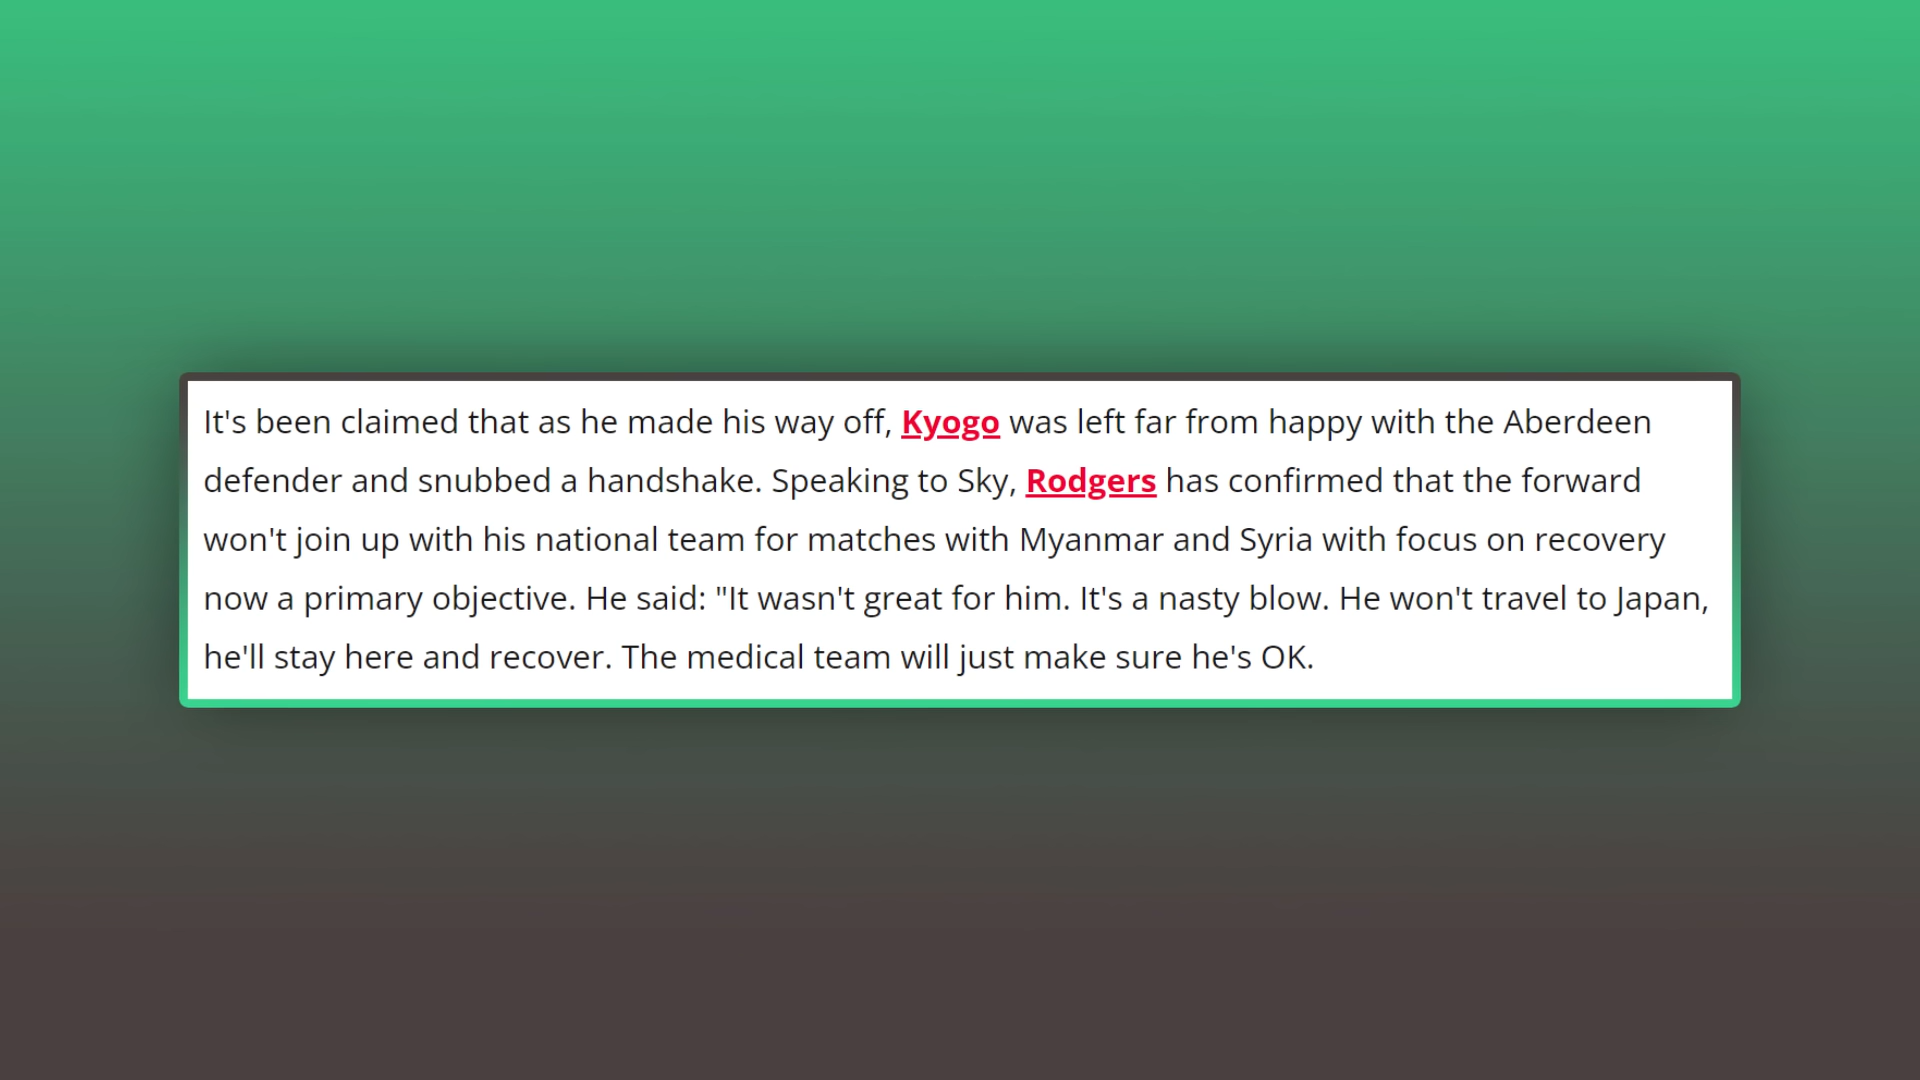 It's been claimed that as he made his way off, Kyogo was left far from happy with the Aberdeen
defender and snubbed a handshake. Speaking to Sky, Rodgers has confirmed that the forward
won't join up with his national team for matches with Myanmar and Syria with focus on recovery
now a primary objective. He said: "It wasn't great for him. It's a nasty blow. He won't travel to Japan,
he'll stay here and recover. The medical team will just make sure he's OK.